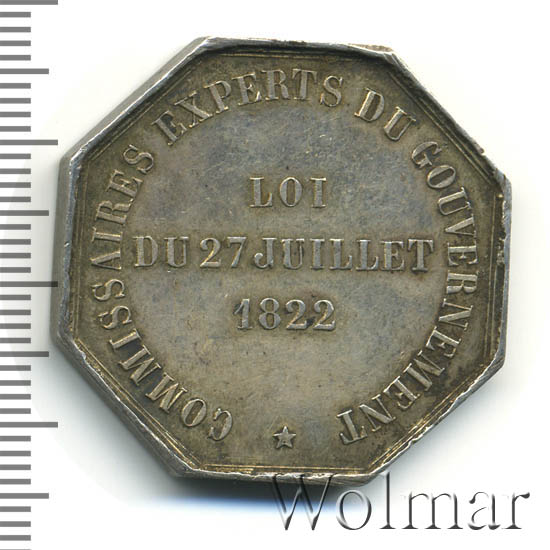 COMMISSAIRES EXPERTS DU GOUVERNEMENT
LOI
DU 27 JUILLET
1822
Wolmar